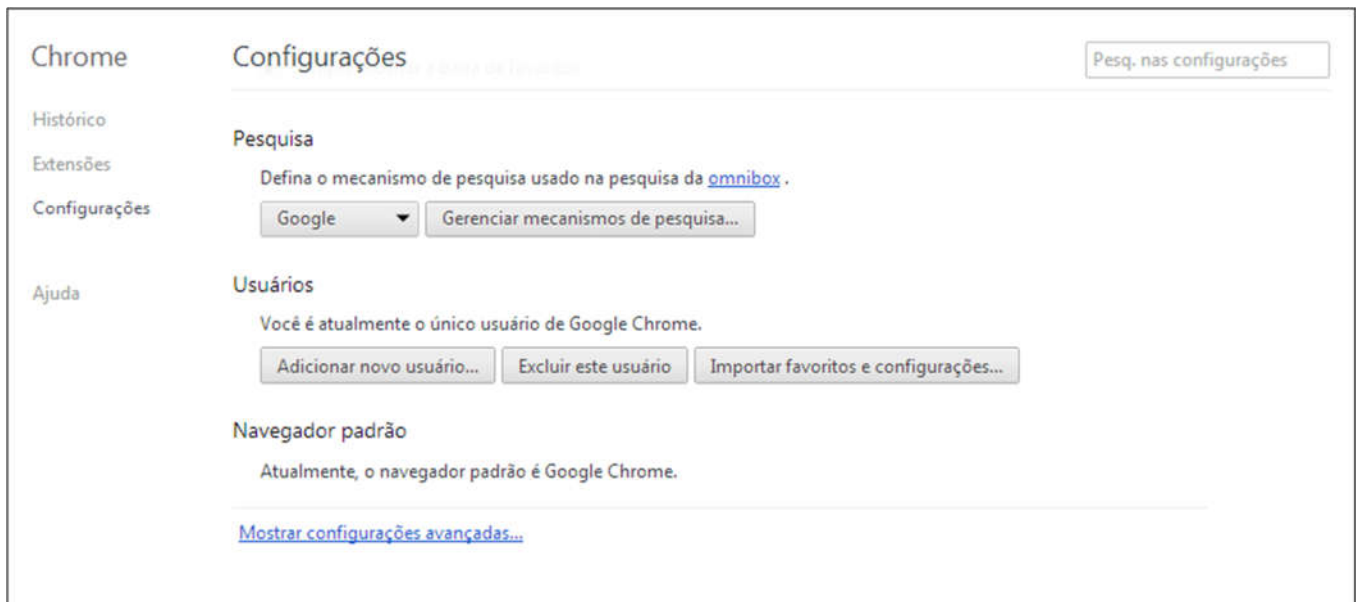 Chrome
Configurações
Pesq. nas configurações
Histórico
Extensões
Configurações
Ajuda
Pesquisa
Defina o mecanismo de pesquisa usado na pesquisa da omnibox .
Google
Gerenciar mecanismos de pesquisa...
Usuários
Você é atualmente o único usuário de Google Chrome.
Adicionar novo usuário...
Excluir este usuário
Importar favoritos e configurações...
Navegador padrão
Atualmente, o navegador padrão é Google Chrome.
Mostrar configurações avançadas...